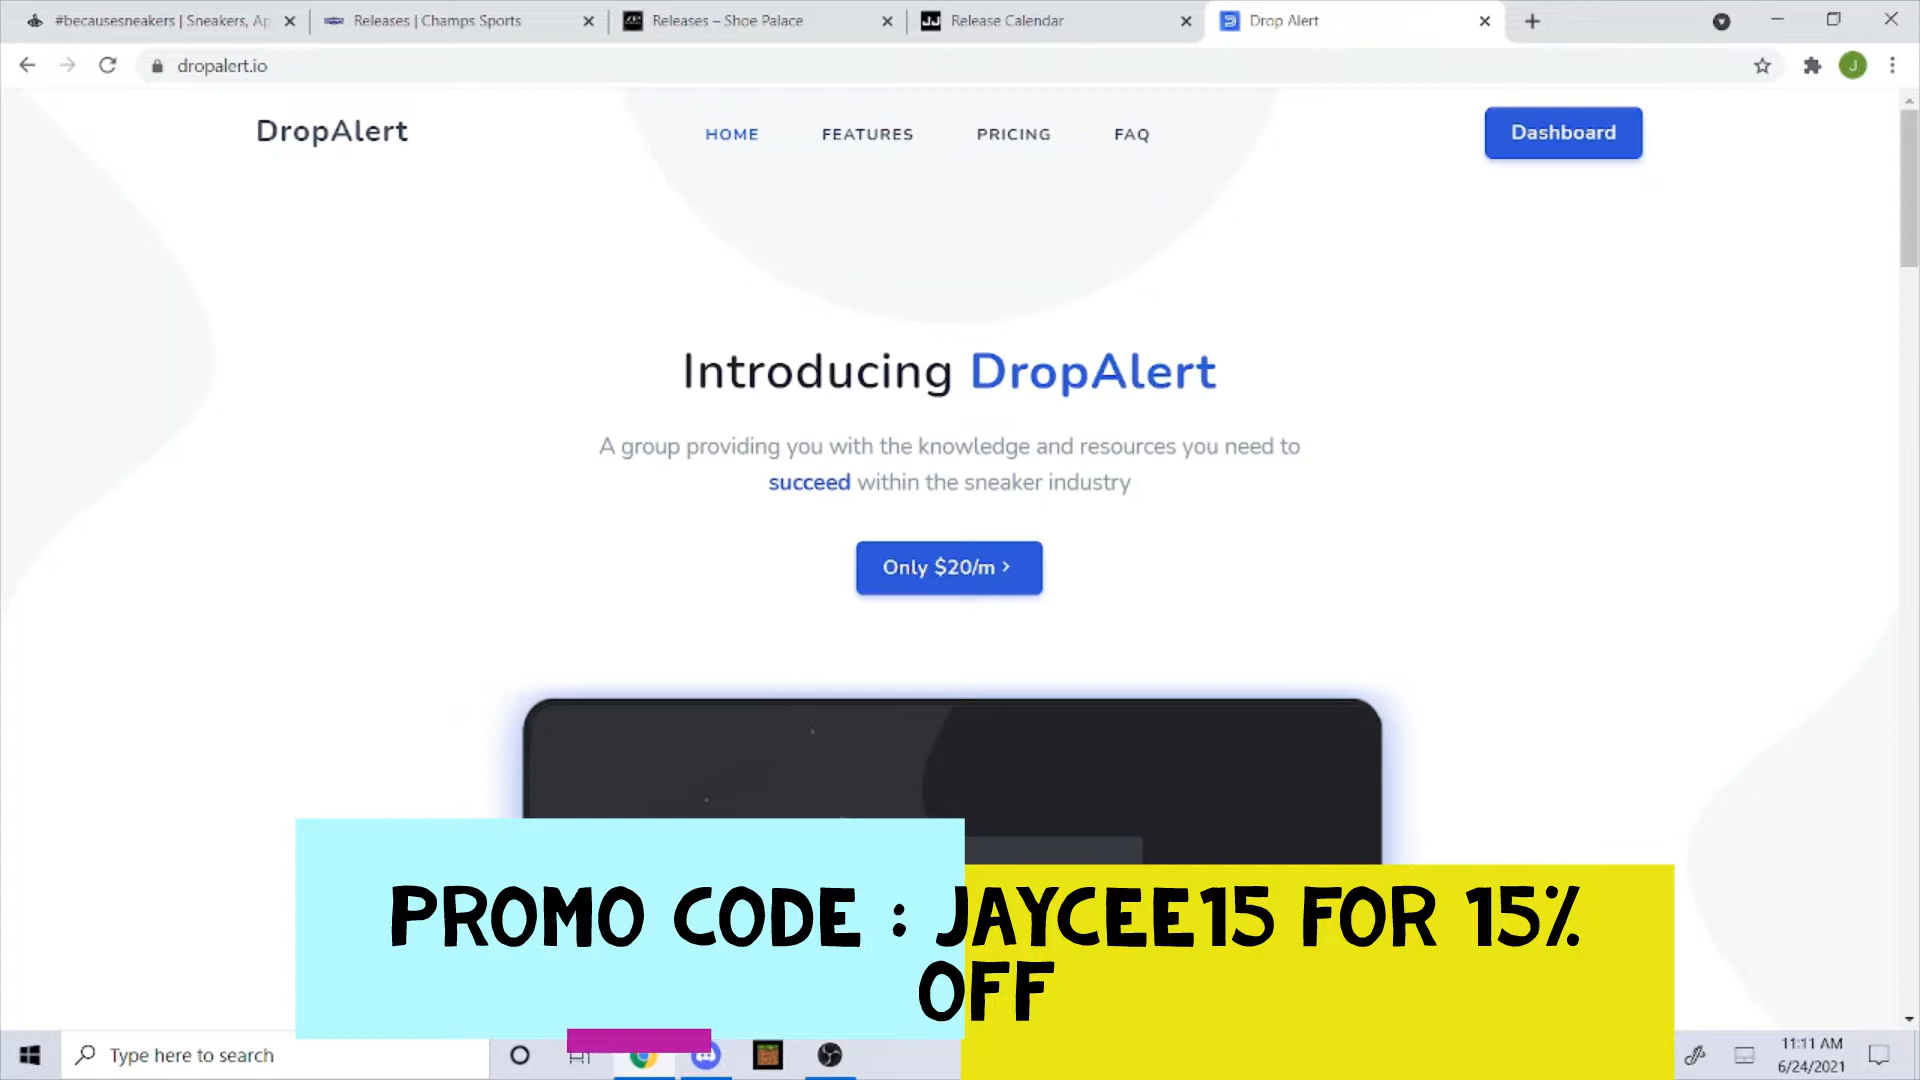 #becausesneakers | Sneakers, Ap
Releases | Champs Sports
Releases – Shoe Palace
Release Calendar
Drop Alert
dropalert.io
J
DropAlert
HOME
FEATURES
PRICING
FAQ
Dashboard
Introducing DropAlert
A group providing you with the knowledge and resources you need to
succeed within the sneaker industry
Only $20/m >
PROMO CODE : JAYCEE15 FOR 15%
OFF
Type here to search
11:11 AM
6/24/2021